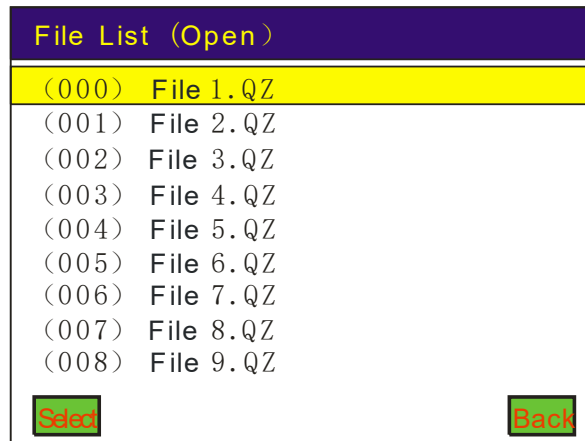 File List (Open）
（000） File 1.QZ
（001） File 2.QZ
（002） File 3.QZ
（003） File 4.QZ
（004） File 5.QZ
（005） File 6.QZ
（006） File 7.QZ
（007） File 8.QZ
（008） File 9.QZ
Select Back